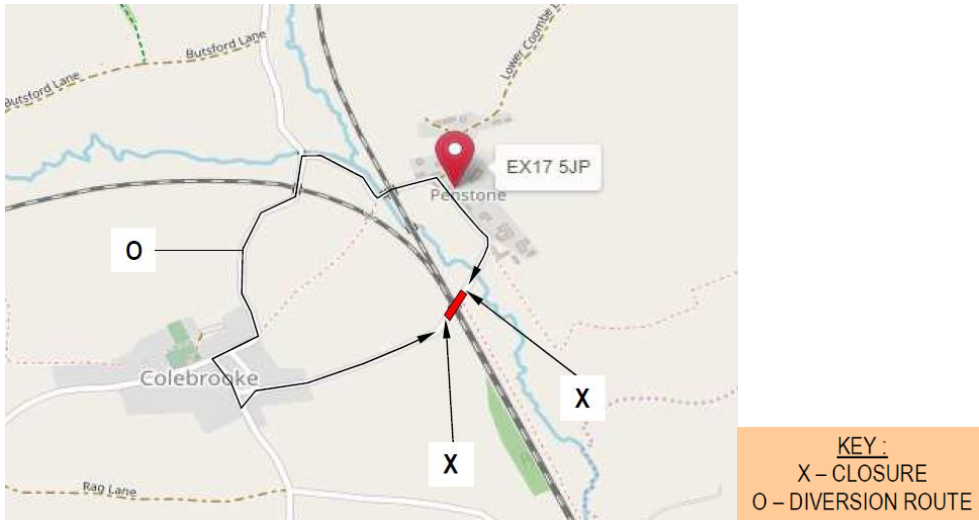 Butsford Lane
Butsford Lane
Lower Coombe L
EX17 5JP
Penstone
O
Colebrooke
X
X
Rag Lane
KEY :
X – CLOSURE
O – DIVERSION ROUTE